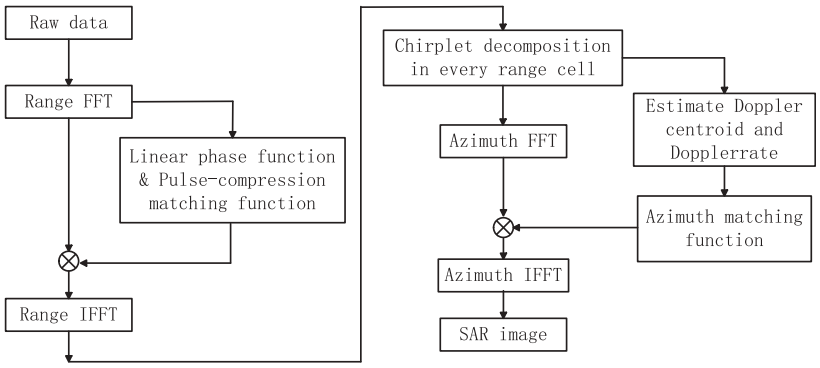 Raw data
Range FFT
Linear phase function
& Pulse-compression
matching function
Range IFFT
Chirplet decomposition
in every range cell
Azimuth FFT
Estimate Doppler
centroid and
Dopplerrate
Azimuth matching
function
Azimuth IFFT
SAR image